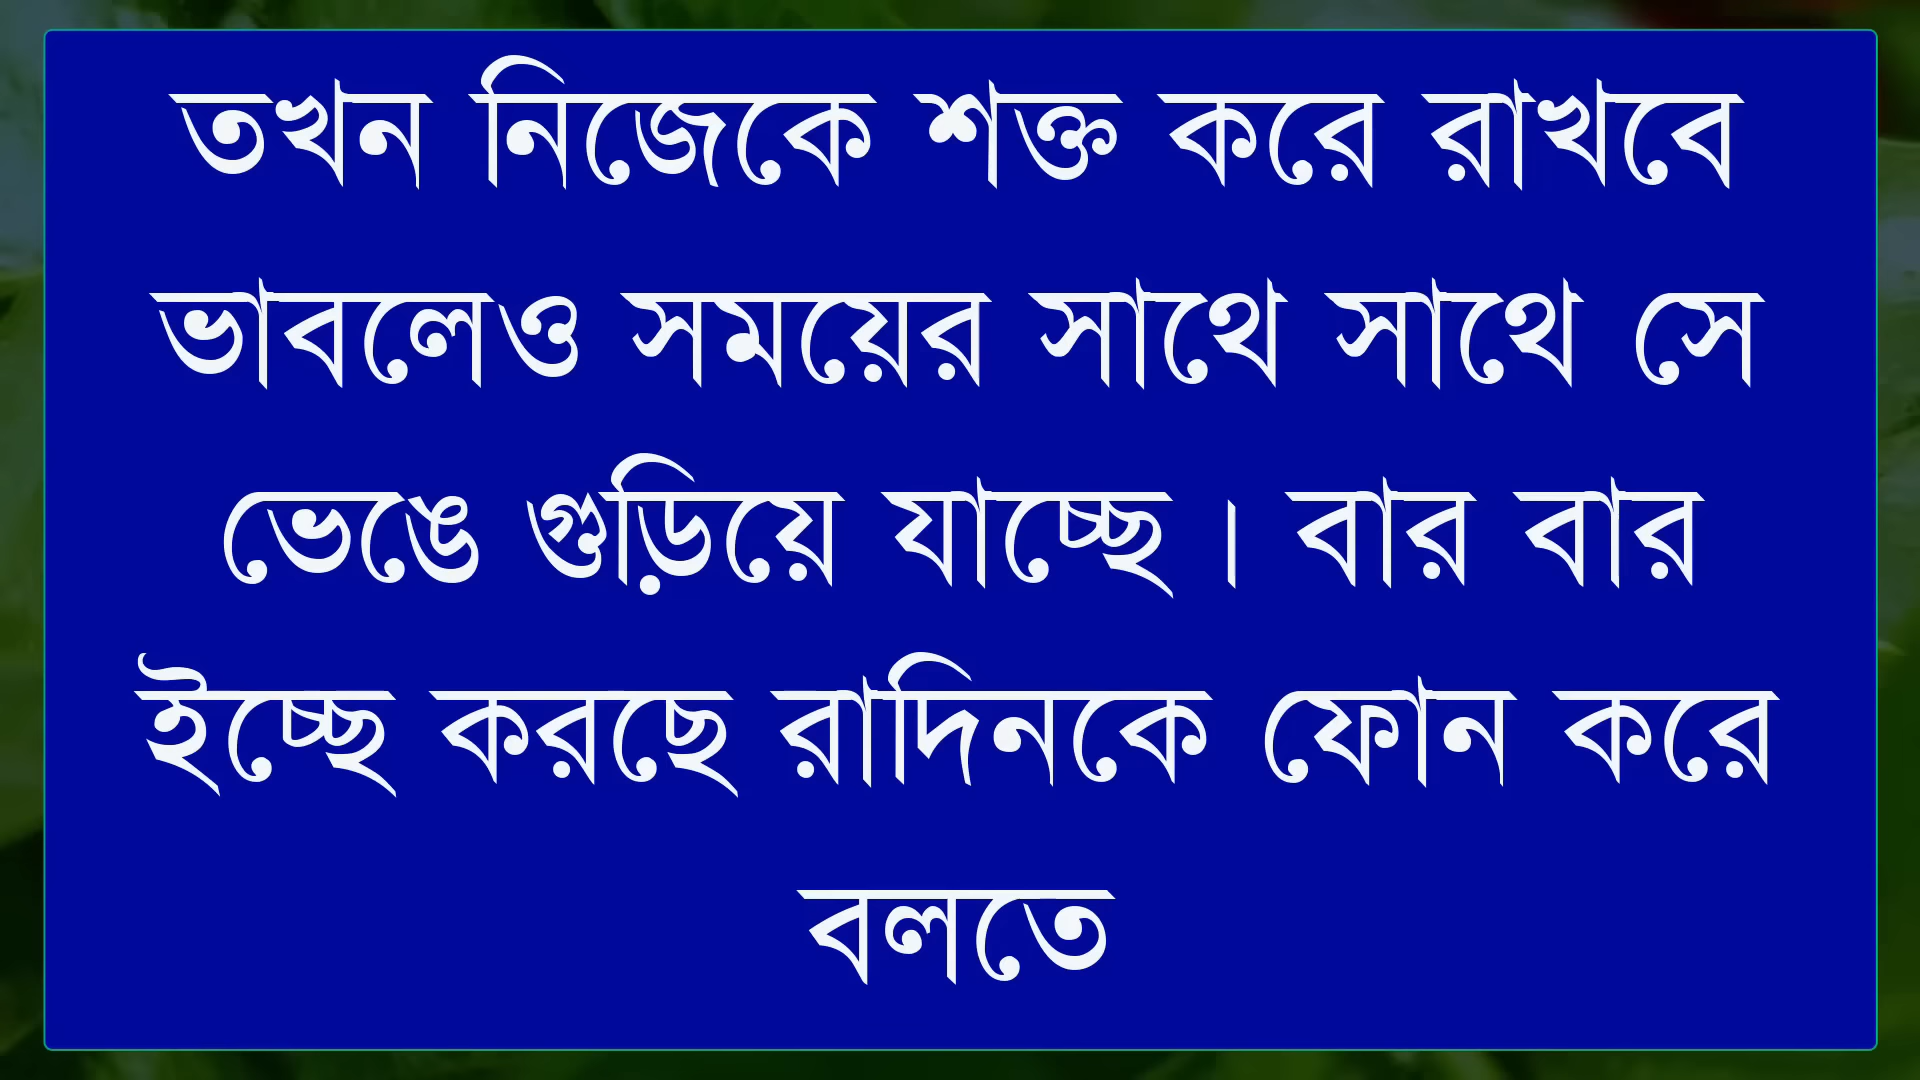 তখন নিজেকে শক্ত করে রাখবে
ভাবলেও সময়ের সাথে সাথে সে
ভেঙে গুড়িয়ে যাচ্ছে । বার বার
ইচ্ছে করছে রাদিনকে ফোন করে
বলতে